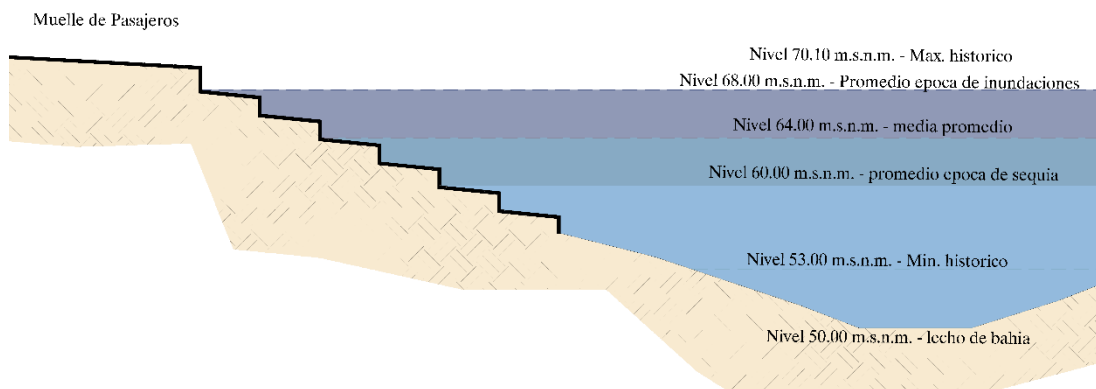 Muelle de Pasajeros
Nivel 70.10 m.s.n.m. - Max. historico
Nivel 68.00 m.s.n.m. - Promedio epoca de inundaciones
Nivel 64.00 m.s.n.m. - media promedio
Nivel 60.00 m.s.n.m. - promedio epoca de sequia
Nivel 53.00 m.s.n.m. - Min. historico
Nivel 50.00 m.s.n.m. - lecho de bahia